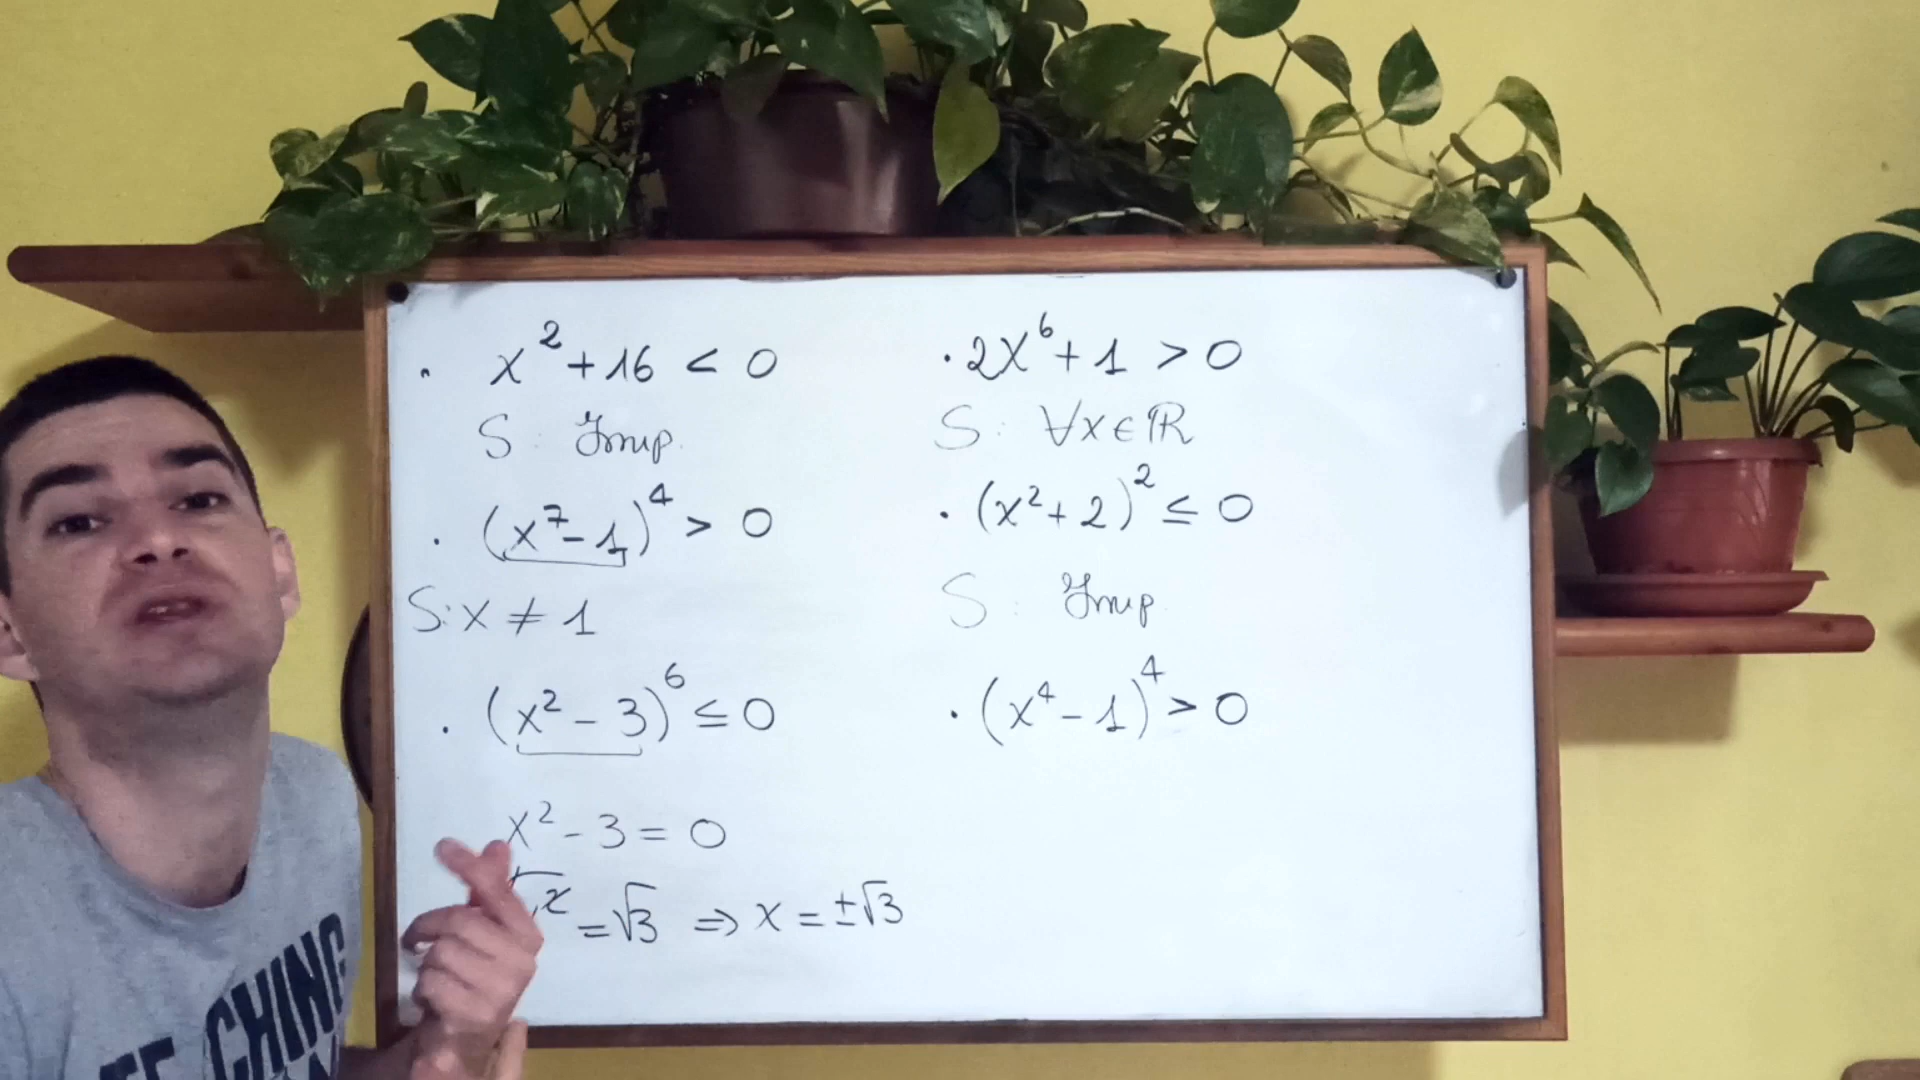 . x² + 16 < 0
S : Imp.
. (x⁷ - 1)⁴ > 0
S: x ≠ 1
. (x² - 3)⁶ ≤ 0
x² - 3 = 0
= √3 ⇒ x = ±√3
· 2x⁶ + 1 > 0
S : ∀x∈ℝ
· (x² + 2)² ≤ 0
S : Imp.
· (x⁴ - 1)⁴ > 0
CHING